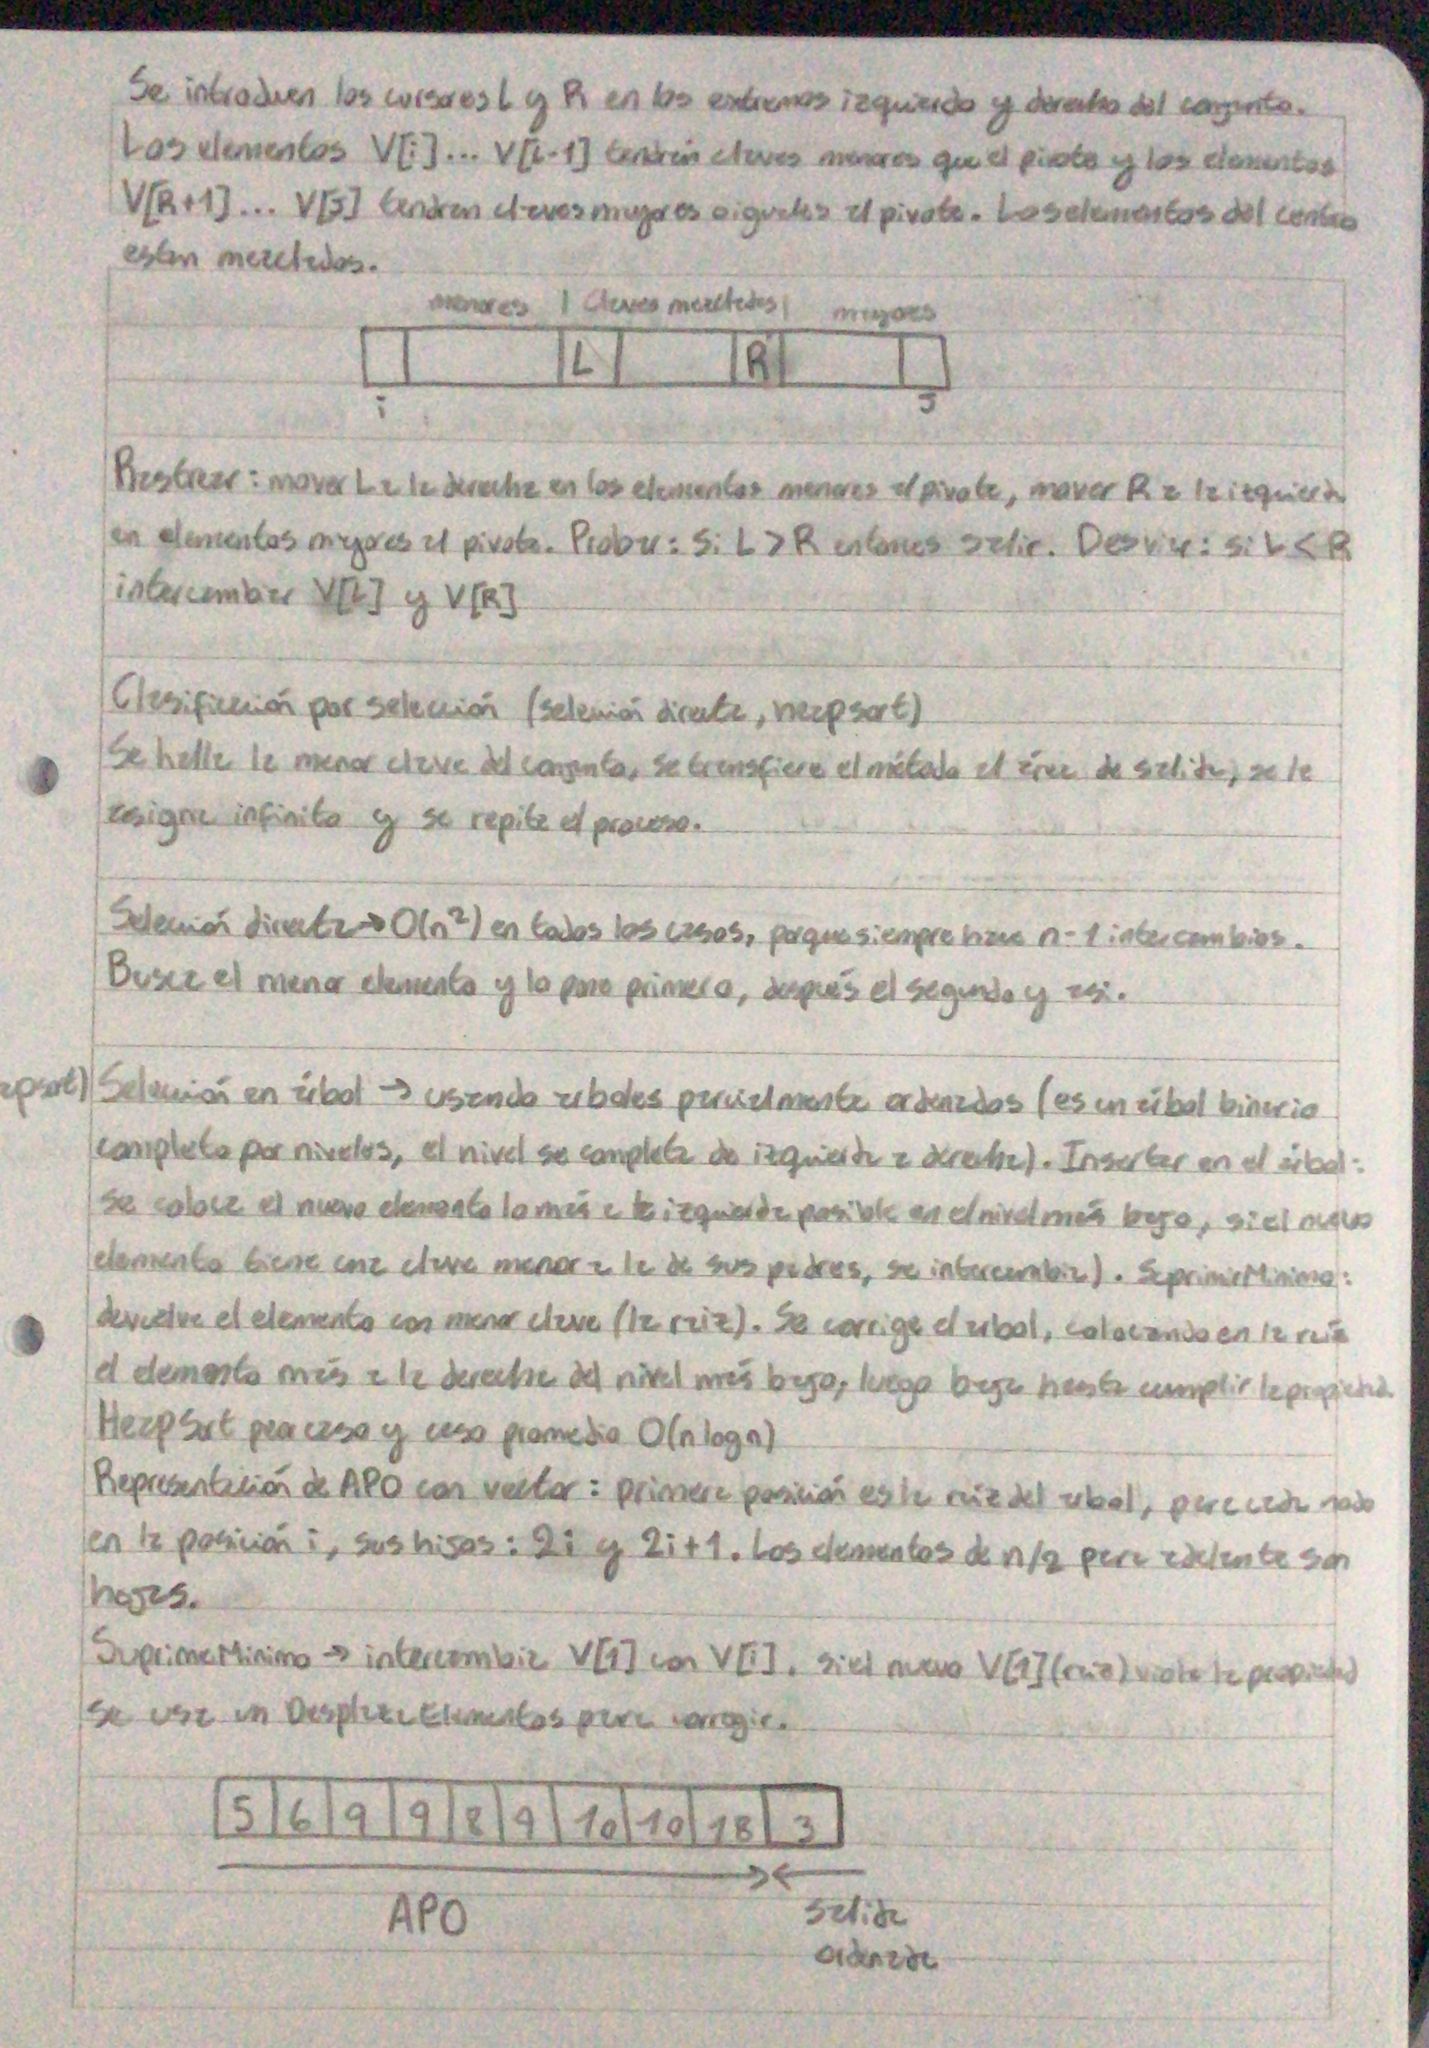 Se introducen los cursores L y R en los extremos izquierdo y derecho del conjunto.
Los elementos V[i]... V[L-1] tendrán claves menores que el pivote y los elementos
V[R+1]... V[J] tendran claves mayores o iguales al pivote. Los elementos del centro
estan mezclados.
menores | Claves mezcladas | mayores
L R
i J
Rastrear: mover L a la derecha en los elementos menores al pivote, mover R a la izquierda
en elementos mayores al pivote. Probar: Si L > R entonces salir. Desviar: si L < R
intercambiar V[L] y V[R]
Clasificación por selección (selección directa, heapsort)
Se halla la menor clave del conjunto, se transfiere el método al área de salida, se le
asigna infinito y se repite el proceso.
Selección directa → O(n²) en todos los casos, porque siempre hace n-1 intercambios.
Busca el menor elemento y lo pone primero, después el segundo y asi.
apsort) Selección en árbol → usando arboles parcialmente ordenados (es un árbol binario
completo por niveles, el nivel se completa de izquierda a derecha). Insertar en el árbol:
se coloca el nuevo elemento lo más a la izquierda posible en el nivel más bajo, si el nuevo
elemento tiene una clave menor a la de sus padres, se intercambia). SuprimeMinimo:
devuelve el elemento con menor clave (la raiz). Se corrige el arbol, colocando en la raiz
el elemento más a la derecha del nivel más bajo, luego baja hasta cumplir la propiedad.
HeapSort peor caso y caso promedio O(n log n)
Representación de APO con vector: primera posición es la raiz del arbol, para cada nodo
en la posición i, sus hijos: 2i y 2i+1. Los elementos de n/2 para adelante son
hojas.
SuprimeMinimo → intercambia V[1] con V[i]. si el nuevo V[1] (raiz) viola la propiedad
se usa un DesplazaElementos para corregir.
5 6 9 9 8 9 10 10 18 3
APO salida
ordenada